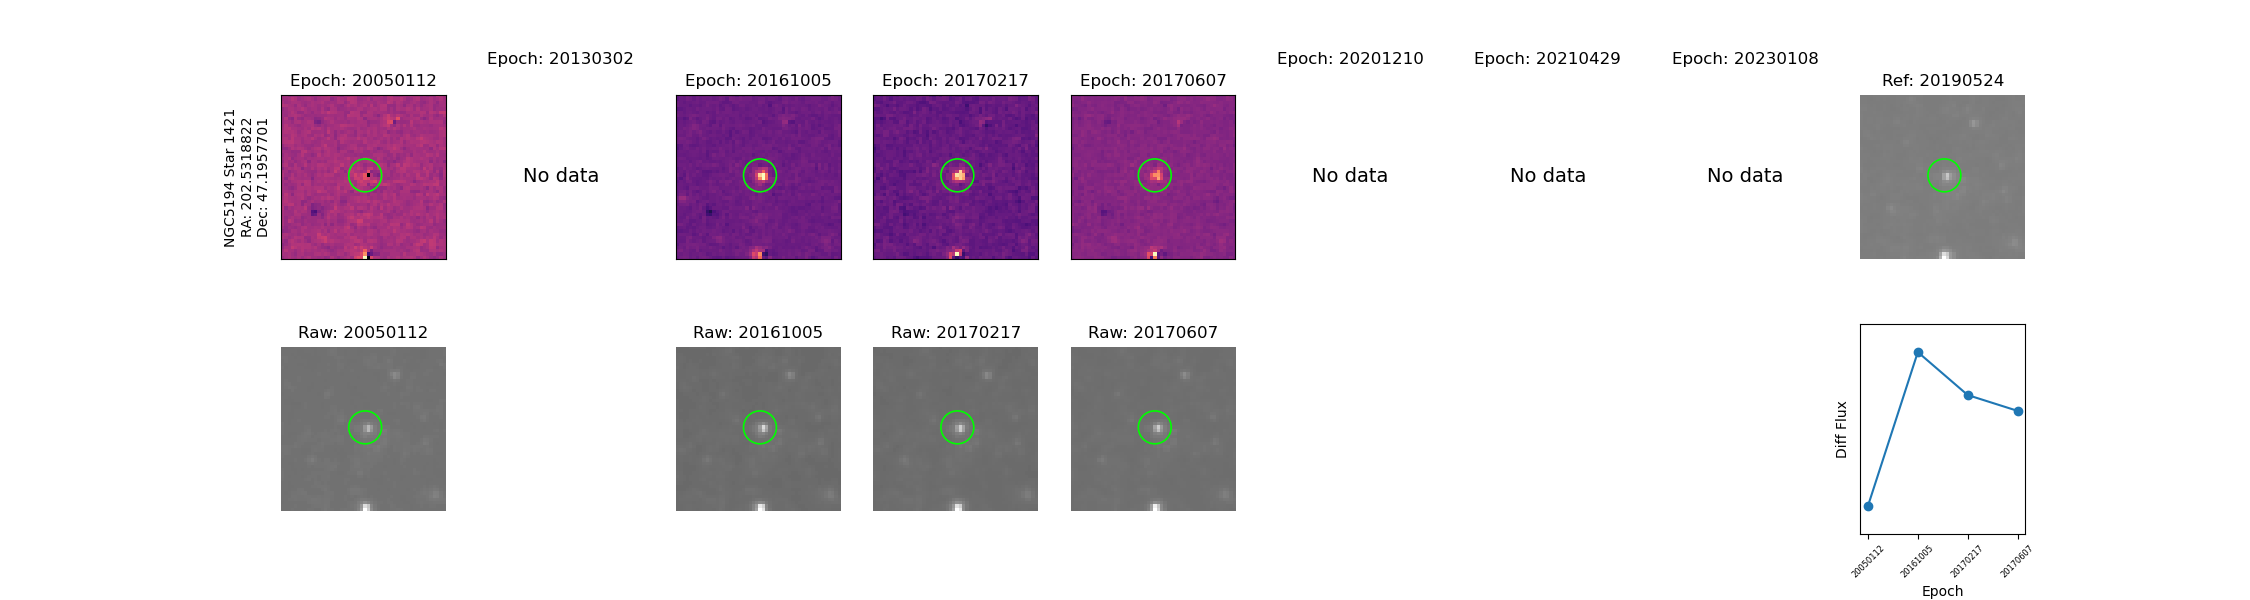 NGC5194 Star 1421
RA: 202.5318822
Dec: 47.1957701
Epoch: 20050112
Epoch: 20130302
No data
Epoch: 20161005
Epoch: 20170217
Epoch: 20170607
Epoch: 20201210
No data
Epoch: 20210429
No data
Epoch: 20230108
No data
Ref: 20190524
Raw: 20050112
Raw: 20161005
Raw: 20170217
Raw: 20170607
Diff Flux
20050112
20161005
20170217
20170607
Epoch